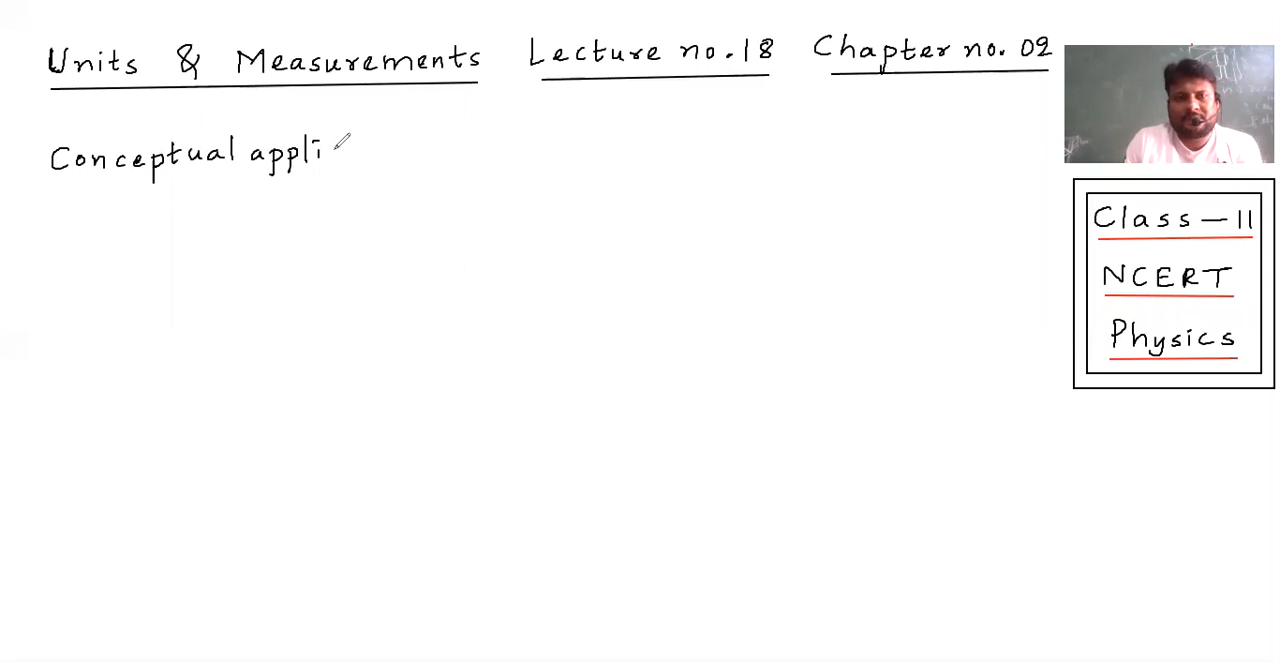 Units & Measurements Lecture no. 18 Chapter no. 02
Conceptual appli
Class - 11
NCERT
Physics